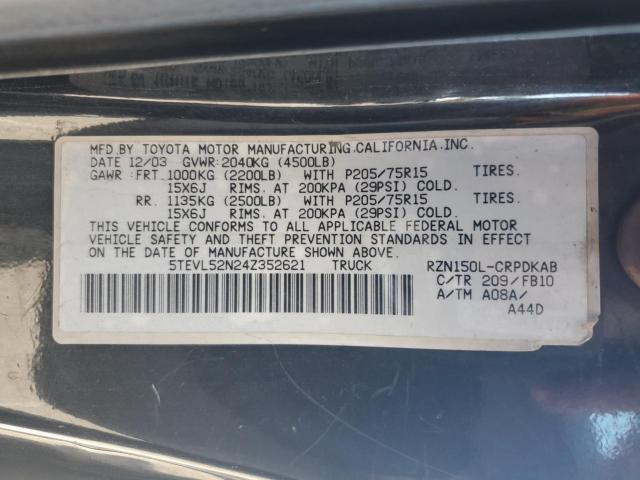 MFD.BY TOYOTA MOTOR MANUFACTURING,CALIFORNIA,INC.
DATE 12/03 GVWR:2040KG (4500LB)
GAWR :FRT. 1000KG (2200LB) WITH P205/75R15 TIRES.
15X6J RIMS. AT 200KPA (29PSI) COLD.
RR. 1135KG (2500LB) WITH P205/75R15 TIRES.
15X6J RIMS. AT 200KPA (29PSI) COLD.
THIS VEHICLE CONFORMS TO ALL APPLICABLE FEDERAL MOTOR
VEHICLE SAFETY AND THEFT PREVENTION STANDARDS IN EFFECT
ON THE DATE OF MANUFACTURE SHOWN ABOVE.
5TEVL52N24Z352621 TRUCK RZN150L-CRPDKAB
C/TR 209/FB10
A/TM A08A/
A44D